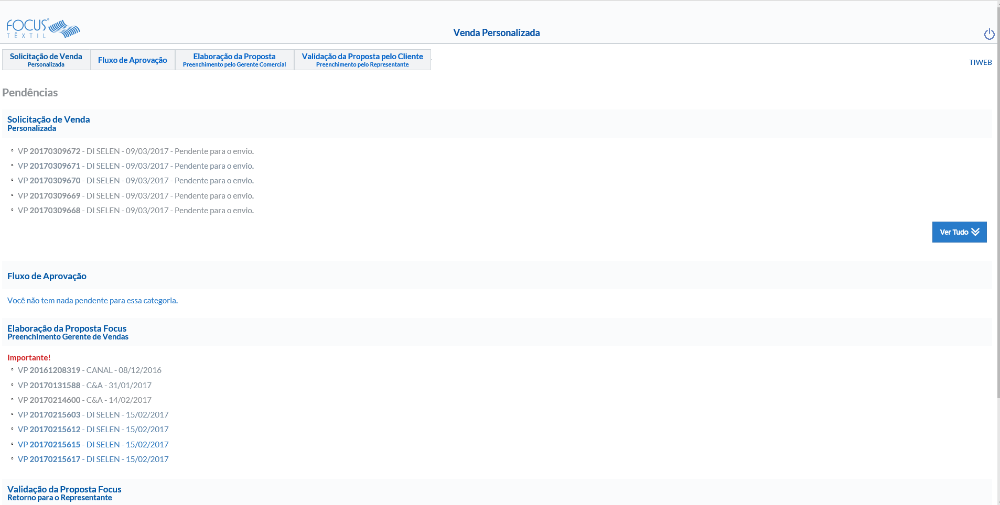 FOCUS®
TÊXTIL
Venda Personalizada
Solicitação de Venda
Personalizada
Fluxo de Aprovação
Elaboração da Proposta
Preenchimento pelo Gerente Comercial
Validação da Proposta pelo Cliente
Preenchimento pelo Representante
TIWEB
Pendências
Solicitação de Venda
Personalizada
VP 20170309672 - DI SELEN - 09/03/2017 - Pendente para o envio.
VP 20170309671 - DI SELEN - 09/03/2017 - Pendente para o envio.
VP 20170309670 - DI SELEN - 09/03/2017 - Pendente para o envio.
VP 20170309669 - DI SELEN - 09/03/2017 - Pendente para o envio.
VP 20170309668 - DI SELEN - 09/03/2017 - Pendente para o envio.
Ver Tudo
Fluxo de Aprovação
Você não tem nada pendente para essa categoria.
Elaboração da Proposta Focus
Preenchimento Gerente de Vendas
Importante!
VP 20161208319 - CANAL - 08/12/2016
VP 20170131588 - C&A - 31/01/2017
VP 20170214600 - C&A - 14/02/2017
VP 20170215603 - DI SELEN - 15/02/2017
VP 20170215612 - DI SELEN - 15/02/2017
VP 20170215615 - DI SELEN - 15/02/2017
VP 20170215617 - DI SELEN - 15/02/2017
Validação da Proposta Focus
Retorno para o Representante